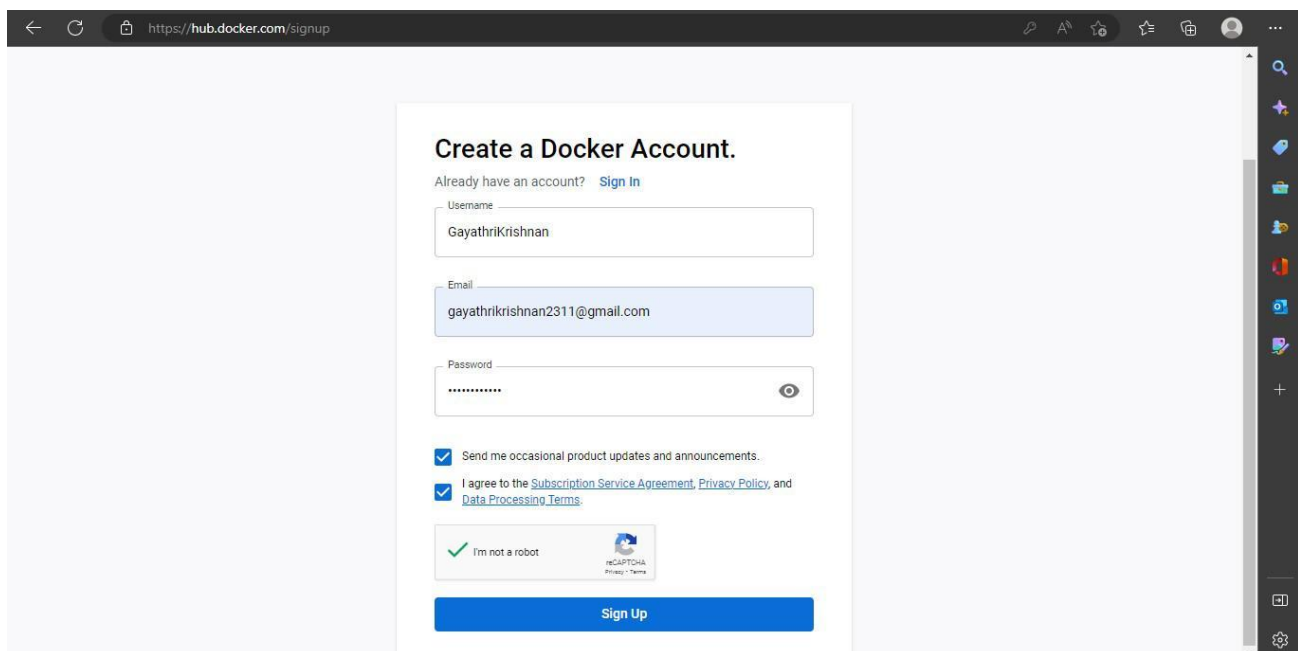 https://hub.docker.com/signup
Create a Docker Account.
Already have an account? Sign In
Username
GayathriKrishnan
Email
gayathrikrishnan2311@gmail.com
Password
••••••••••••
Send me occasional product updates and announcements.
I agree to the Subscription Service Agreement, Privacy Policy, and
Data Processing Terms.
I'm not a robot
reCAPTCHA
Privacy - Terms
Sign Up